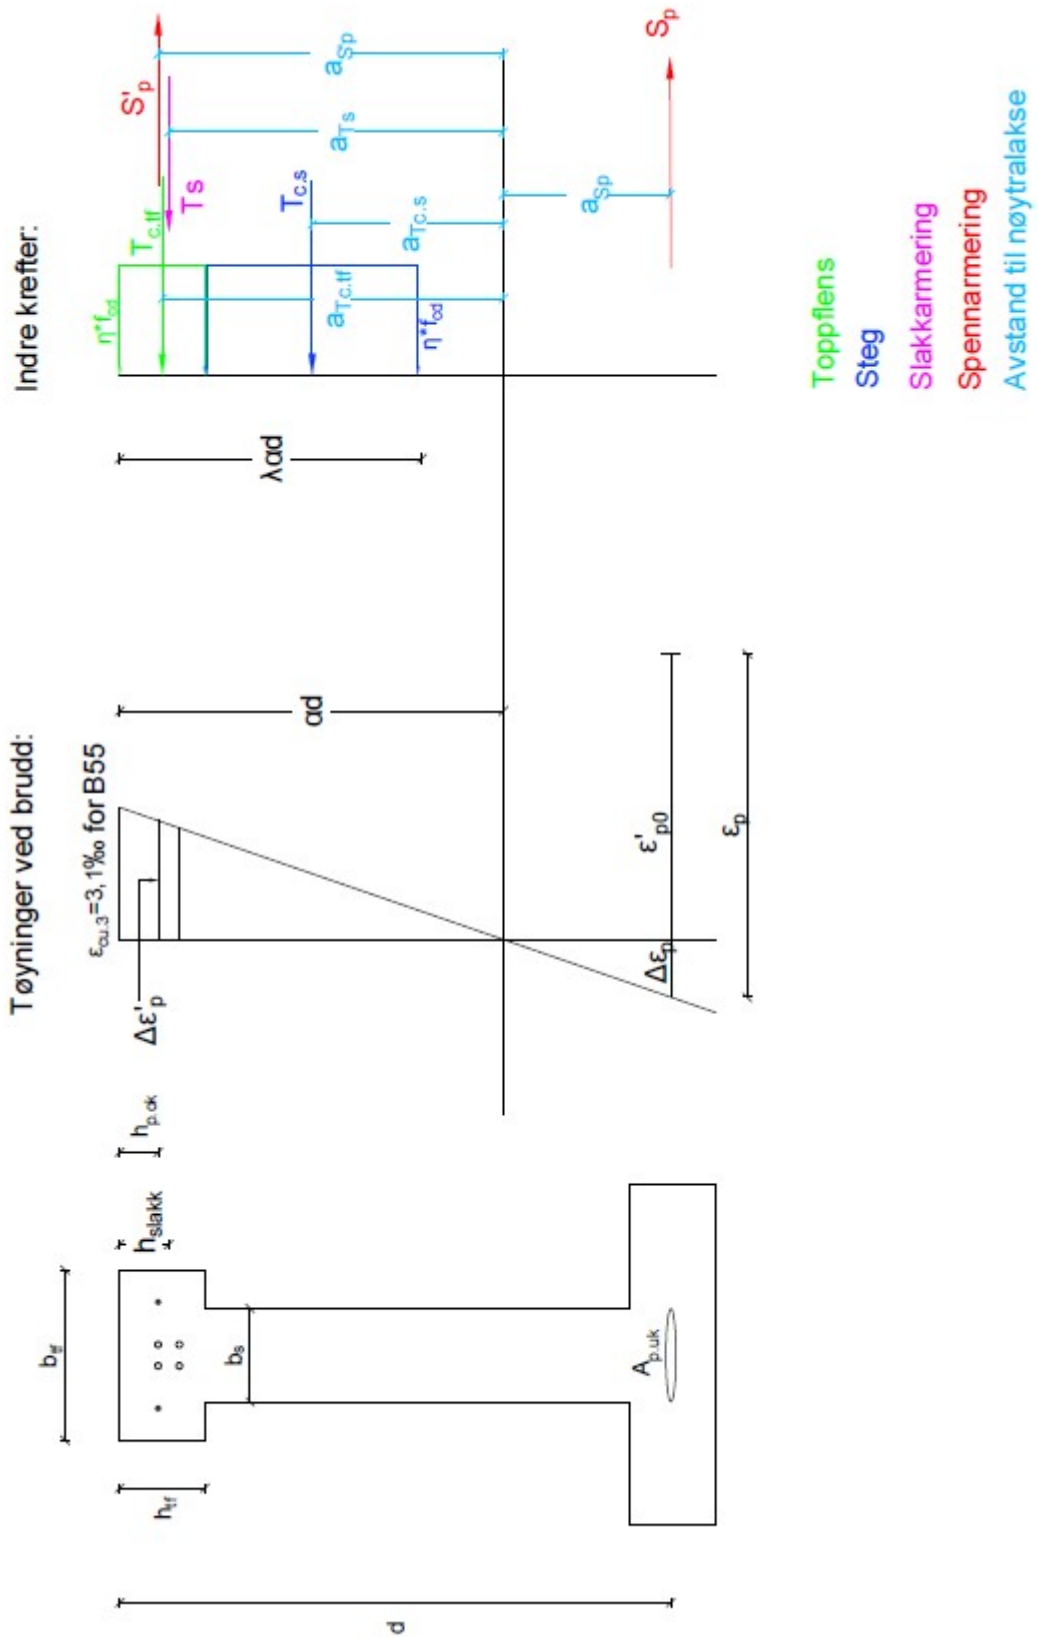 Tøyninger ved brudd:
Indre krefter:
εcu.3=3,1‰ for B55
Δε'p
αd
Δεp
ε'p0
εp
d
htf
btf
bs
hslakk
hp.ok
Ap.uk
λαd
η*fcd
Tc.tf
S'p
Ts
Tc.s
η*fcd
aTc.tf
aTc.s
aTs
aSp
aSp
Sp
Toppflens
Steg
Slakkarmering
Spennarmering
Avstand til nøytralakse